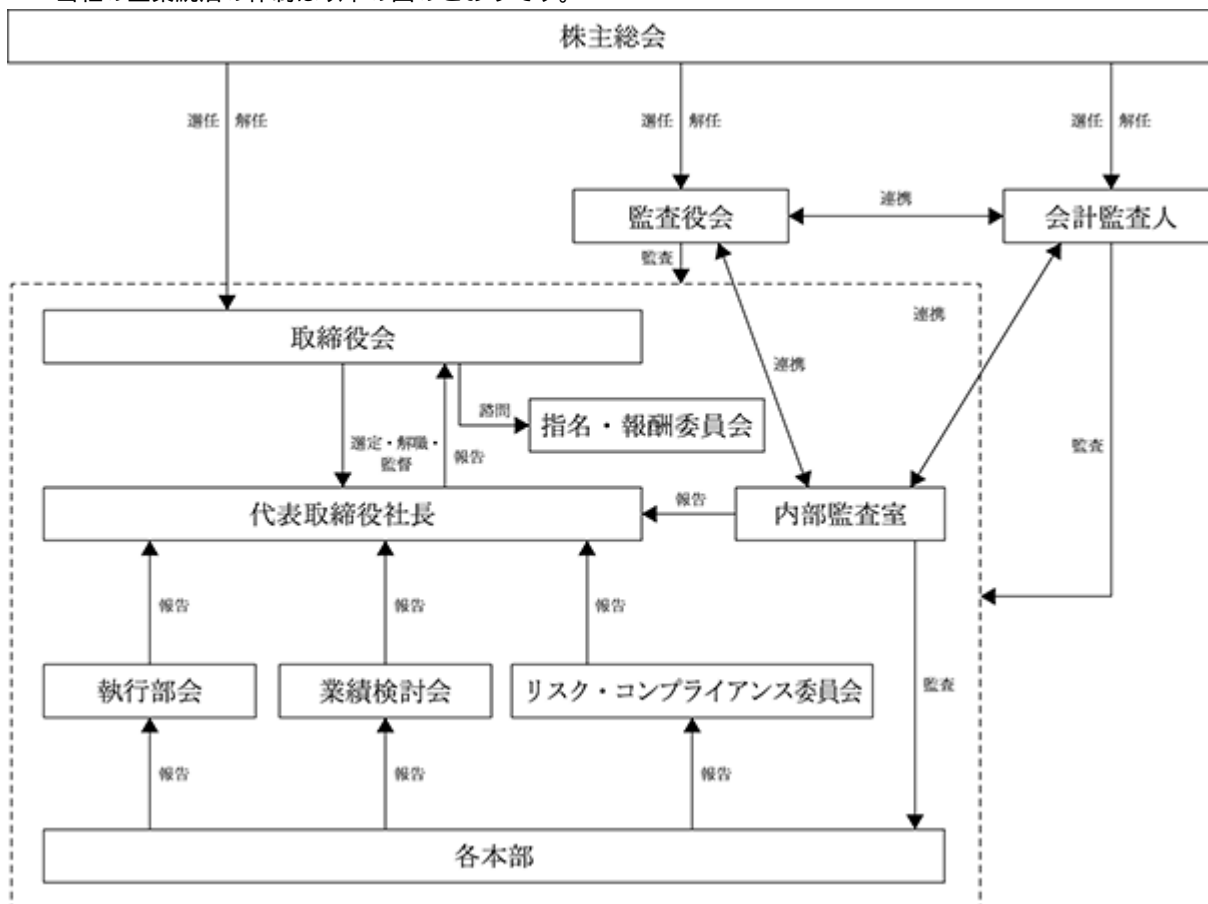 株主総会
選任 解任
選任 解任
選任 解任
監査役会
連携
会計監査人
監査
取締役会
連携
連携
諮問
指名・報酬委員会
選定・解職・
監督
報告
監査
代表取締役社長
報告
内部監査室
報告
報告
報告
執行部会
業績検討会
リスク・コンプライアンス委員会
監査
報告
報告
報告
各本部